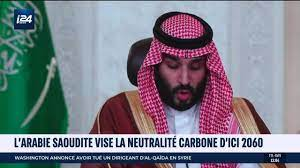 i24
L'ARABIE SAOUDITE VISE LA NEUTRALITÉ CARBONE D'ICI 2060
WASHINGTON ANNONCE AVOIR TUÉ UN DIRIGEANT D'AL-QAÏDA EN SYRIE